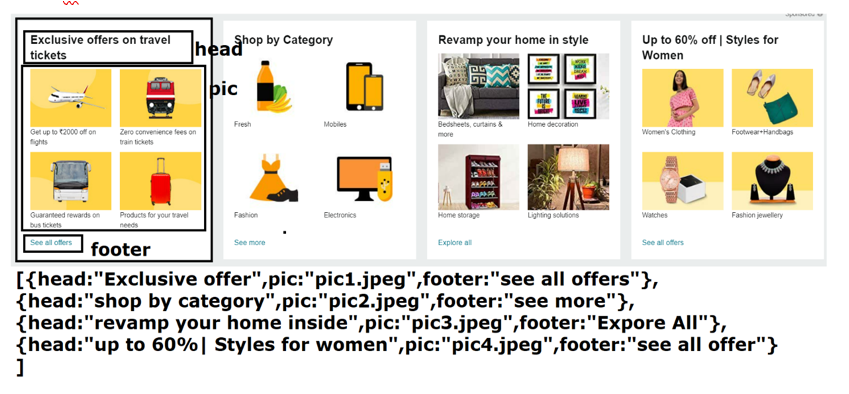 Sponsored
Exclusive offers on travel
tickets
head
pic
Get up to ₹2000 off on
flights
Zero convenience fees on
train tickets
Guaranteed rewards on
bus tickets
Products for your travel
needs
See all offers
footer
Shop by Category
Fresh
Mobiles
Fashion
Electronics
See more
Revamp your home in style
Bedsheets, curtains &
more
Home decoration
Home storage
Lighting solutions
Explore all
Up to 60% off | Styles for
Women
Women's Clothing
Footwear+Handbags
Watches
Fashion jewellery
See all offers
[{head:"Exclusive offer",pic:"pic1.jpeg",footer:"see all offers"},
{head:"shop by category",pic:"pic2.jpeg",footer:"see more"},
{head:"revamp your home inside",pic:"pic3.jpeg",footer:"Expore All"},
{head:"up to 60%| Styles for women",pic:"pic4.jpeg",footer:"see all offer"}
]